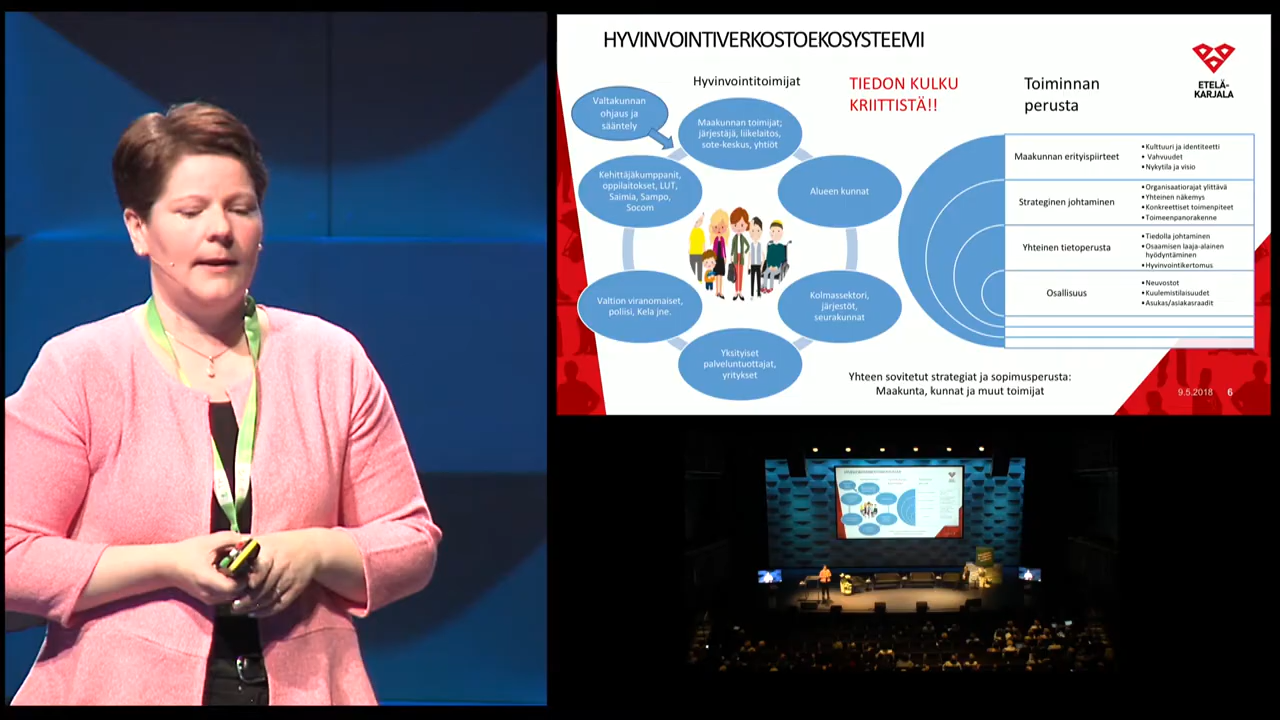 HYVINVOINTIVERKOSTOEKOSYSTEEMI
Hyvinvointitoimijat
TIEDON KULKU
KRIITTISTÄ!!
Toiminnan
perusta
ETELÄ-
KARJALA
Valtakunnan
ohjaus ja
sääntely
Maakunnan toimijat;
järjestäjä, liikelaitos,
sote-keskus, yhtiöt
Kehittäjäkumppanit,
oppilaitokset, LUT,
Saimia, Sampo,
Socom
Alueen kunnat
Valtion viranomaiset,
poliisi, Kela jne.
Kolmassektori,
järjestöt,
seurakunnat
Yksityiset
palveluntuottajat,
yritykset
Maakunnan erityispiirteet
•Kulttuuri ja identiteetti
• Vahvuudet
•Nykytila ja visio
Strateginen johtaminen
•Organisaatiorajat ylittävä
•Yhteinen näkemys
•Konkreettiset toimenpiteet
•Toimeenpanorakenne
Yhteinen tietoperusta
•Tiedolla johtaminen
•Osaamisen laaja-alainen
hyödyntäminen
•Hyvinvointikertomus
Osallisuus
•Neuvostot
•Kuulemistilaisuudet
•Asukas/asiakasraadit
Yhteen sovitetut strategiat ja sopimusperusta:
Maakunta, kunnat ja muut toimijat
9.5.2018 6